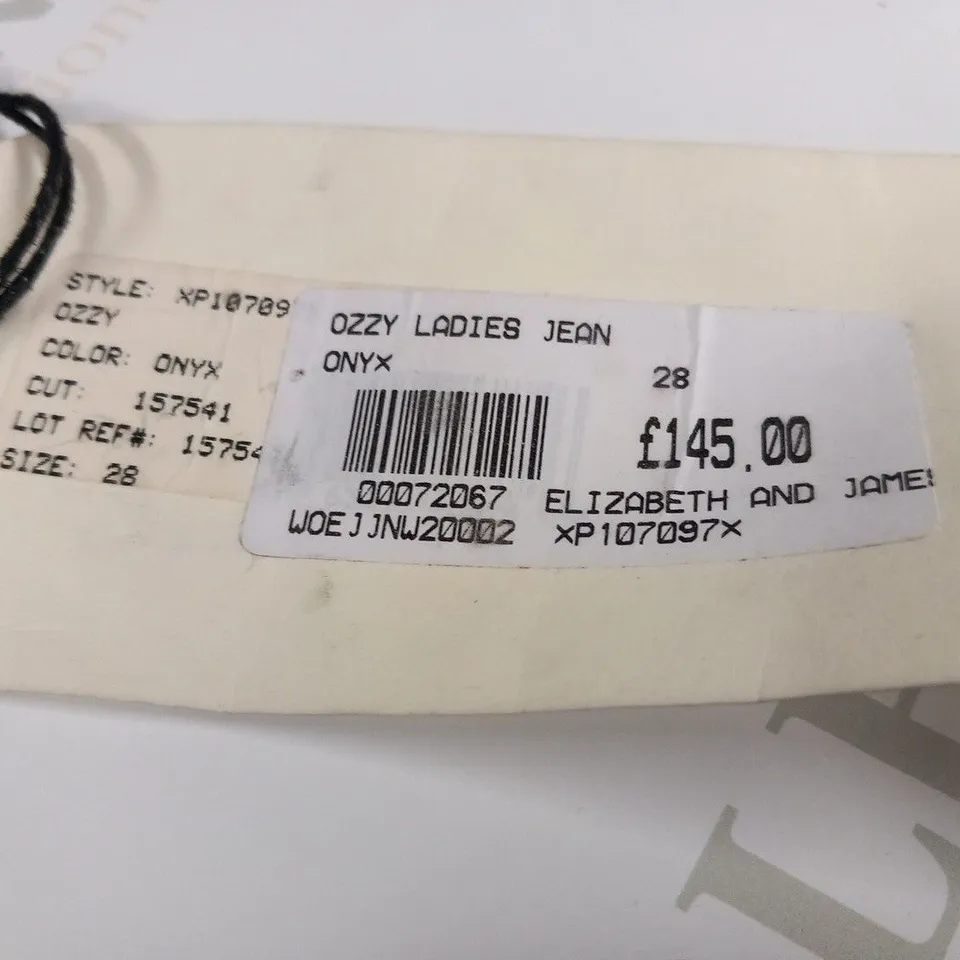 STYLE: XP10709
OZZY
COLOR: ONYX
CUT: 157541
LOT REF#: 15754
SIZE: 28
OZZY LADIES JEAN
ONYX 28
£145.00
00072067 ELIZABETH AND JAMES
WOEJJNW20002 XP107097X